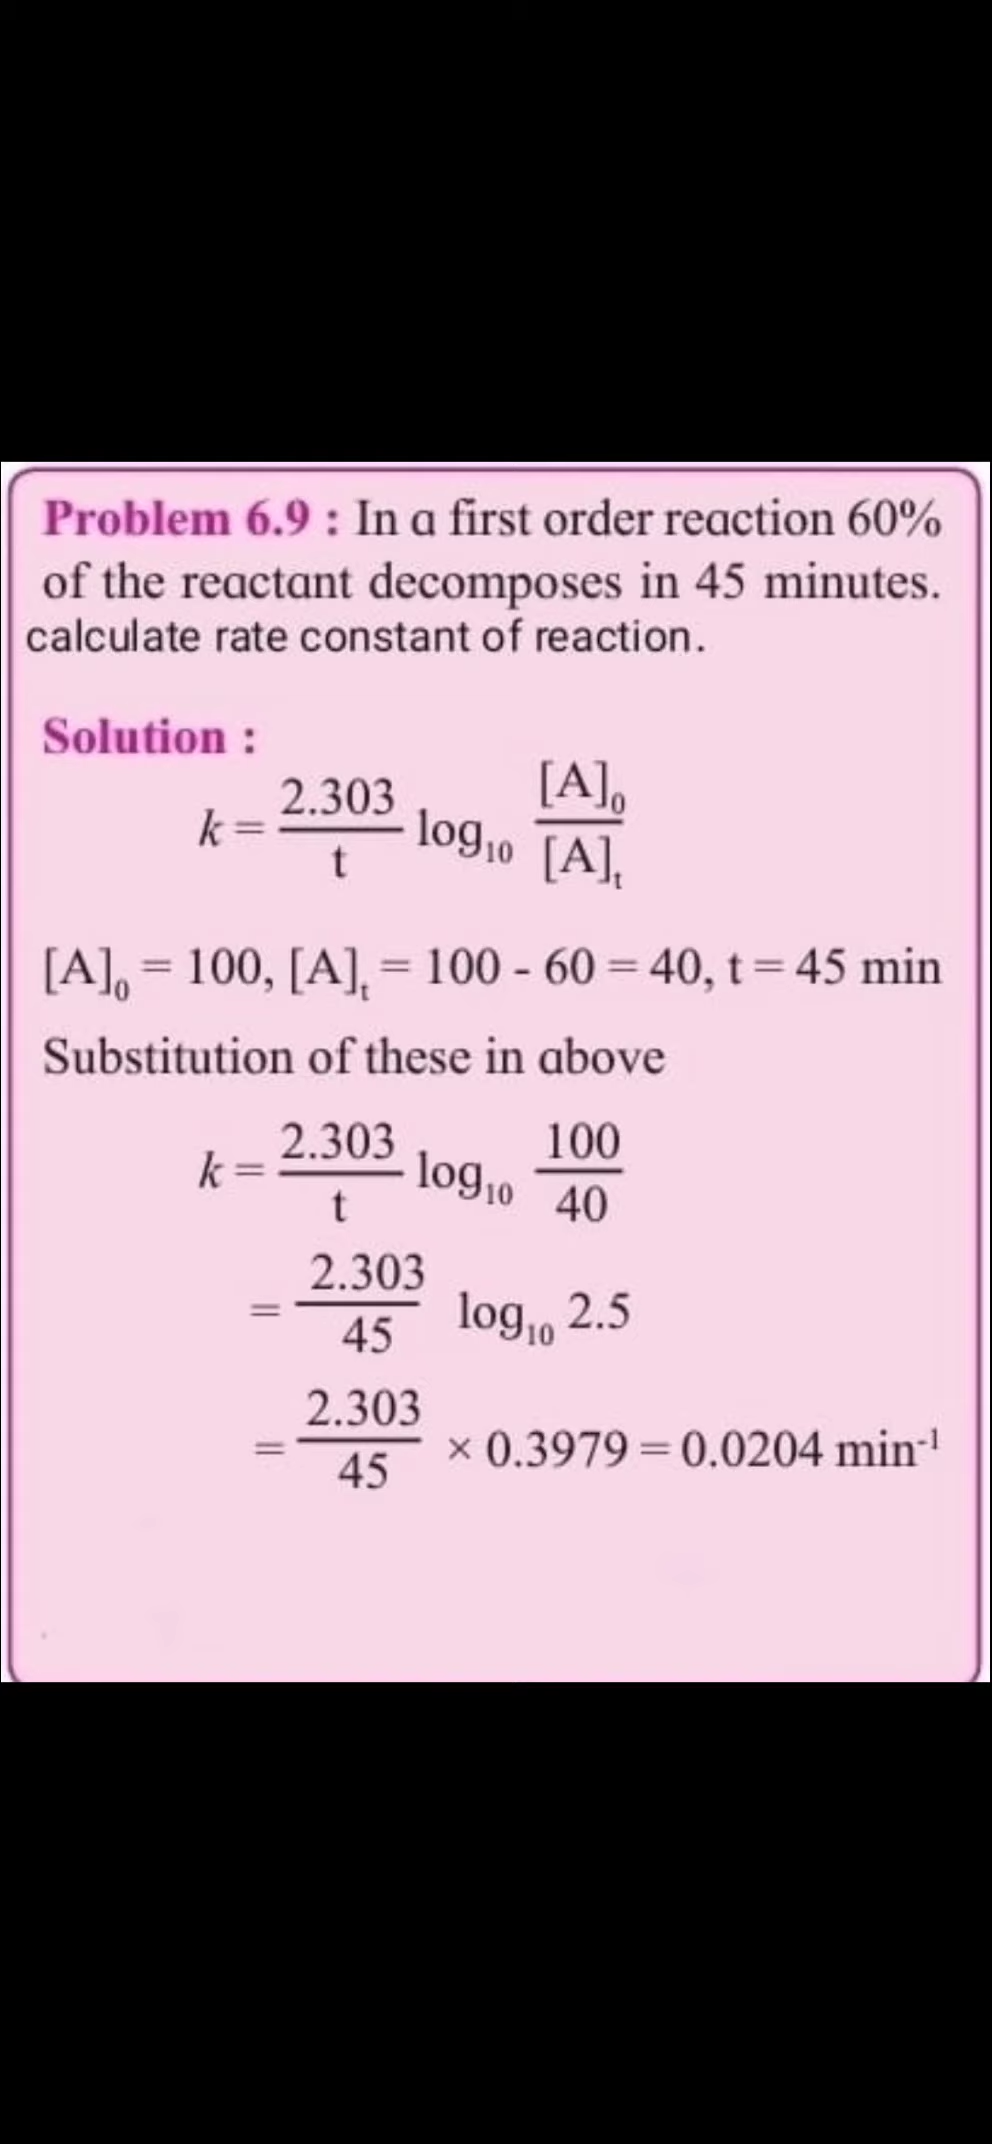 Problem 6.9 : In a first order reaction 60%
of the reactant decomposes in 45 minutes.
calculate rate constant of reaction.
Solution :
k = 2.303/t log₁₀ [A]₀/[A]ₜ
[A]₀ = 100, [A]ₜ = 100 - 60 = 40, t = 45 min
Substitution of these in above
k = 2.303/t log₁₀ 100/40
= 2.303/45 log₁₀ 2.5
= 2.303/45 × 0.3979 = 0.0204 min⁻¹